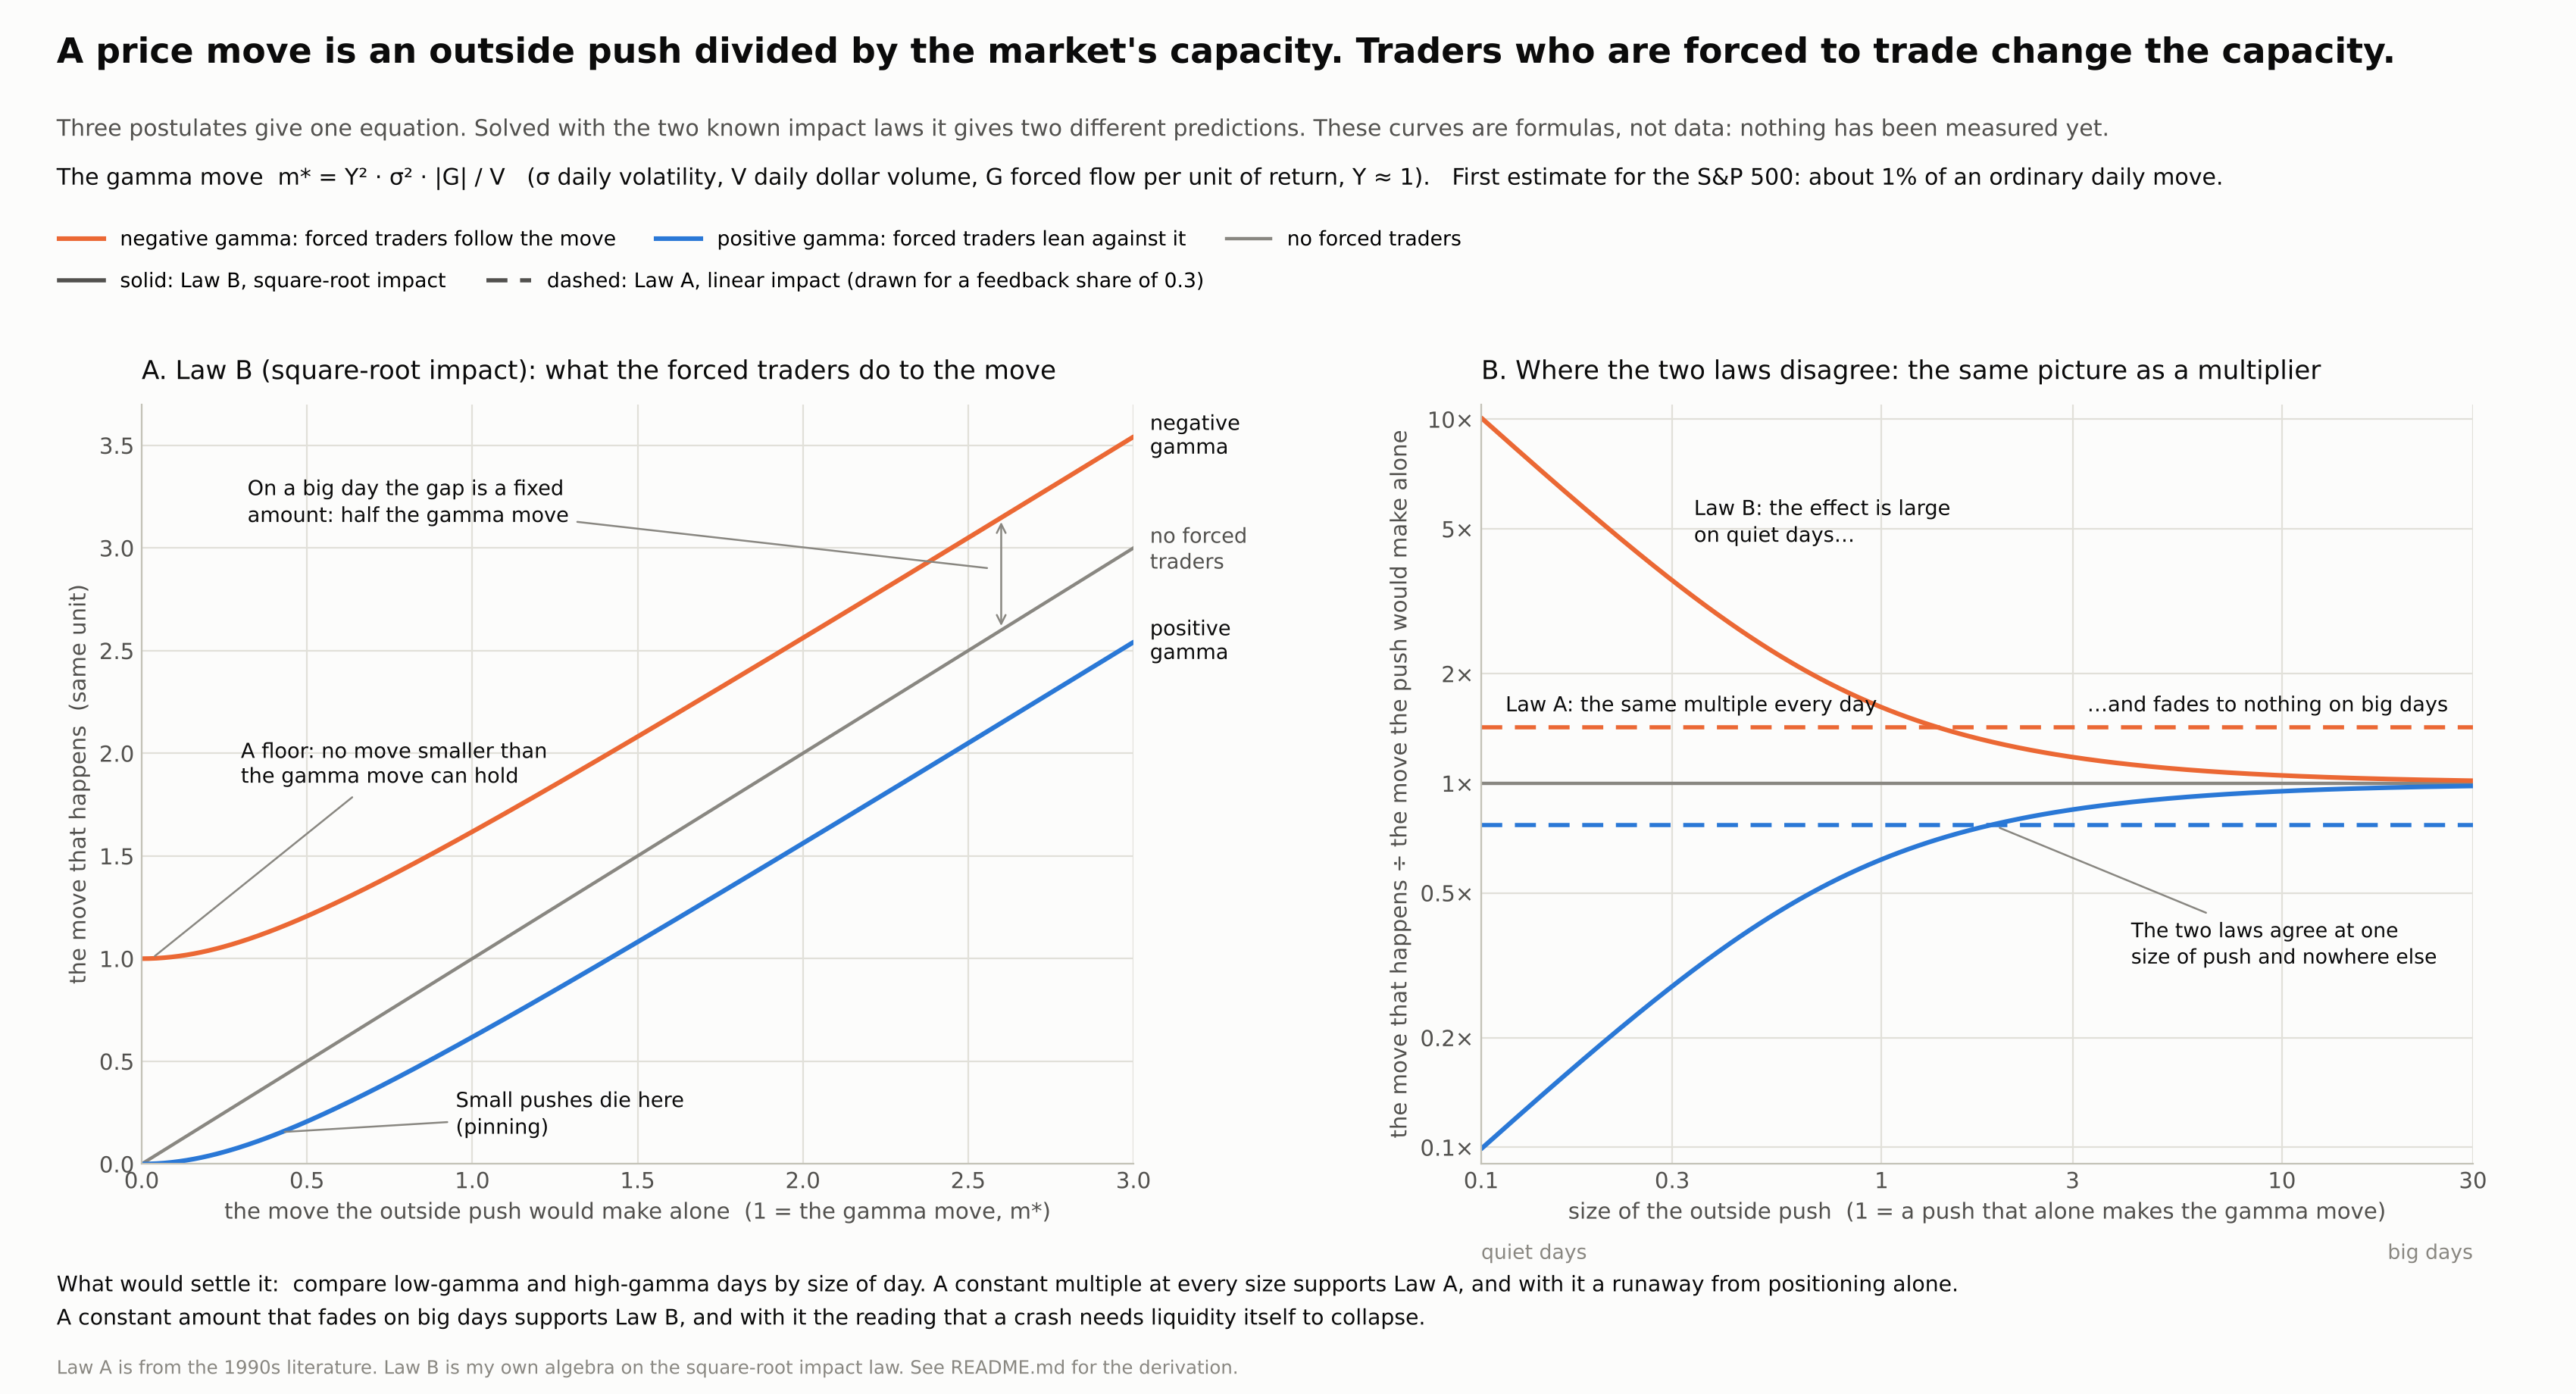 A price move is an outside push divided by the market's capacity. Traders who are forced to trade change the capacity.
Three postulates give one equation. Solved with the two known impact laws it gives two different predictions. These curves are formulas, not data: nothing has been measured yet.
The gamma move  m* = Y² · σ² · |G| / V   (σ daily volatility, V daily dollar volume, G forced flow per unit of return, Y ≈ 1).   First estimate for the S&P 500: about 1% of an ordinary daily move.
negative gamma: forced traders follow the move
positive gamma: forced traders lean against it
no forced traders
solid: Law B, square-root impact
dashed: Law A, linear impact (drawn for a feedback share of 0.3)
A. Law B (square-root impact): what the forced traders do to the move
the move that happens  (same unit)
3.5
3.0
2.5
2.0
1.5
1.0
0.5
0.0
On a big day the gap is a fixed
amount: half the gamma move
A floor: no move smaller than
the gamma move can hold
Small pushes die here
(pinning)
negative
gamma
no forced
traders
positive
gamma
0.0
0.5
1.0
1.5
2.0
2.5
3.0
the move the outside push would make alone  (1 = the gamma move, m*)
B. Where the two laws disagree: the same picture as a multiplier
the move that happens ÷ the move the push would make alone
10×
5×
2×
1×
0.5×
0.2×
0.1×
Law B: the effect is large
on quiet days…
Law A: the same multiple every day
…and fades to nothing on big days
The two laws agree at one
size of push and nowhere else
0.1
0.3
1
3
10
30
size of the outside push  (1 = a push that alone makes the gamma move)
quiet days
big days
What would settle it:  compare low-gamma and high-gamma days by size of day. A constant multiple at every size supports Law A, and with it a runaway from positioning alone.
A constant amount that fades on big days supports Law B, and with it the reading that a crash needs liquidity itself to collapse.
Law A is from the 1990s literature. Law B is my own algebra on the square-root impact law. See README.md for the derivation.